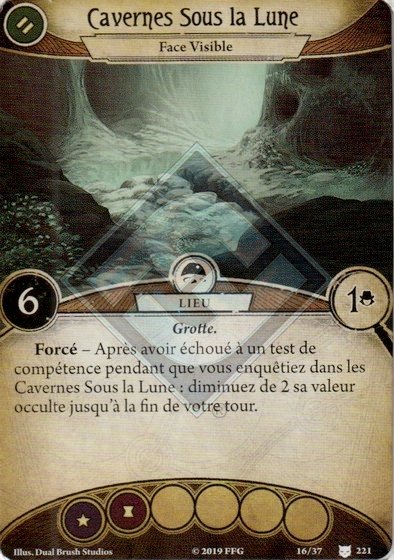 Cavernes Sous la Lune
Face Visible
6
LIEU
1
Grotte.
Forcé – Après avoir échoué à un test de
compétence pendant que vous enquêtiez dans les
Cavernes Sous la Lune : diminuez de 2 sa valeur
occulte jusqu'à la fin de votre tour.
Illus. Dual Brush Studios
© 2019 FFG
16/37
221